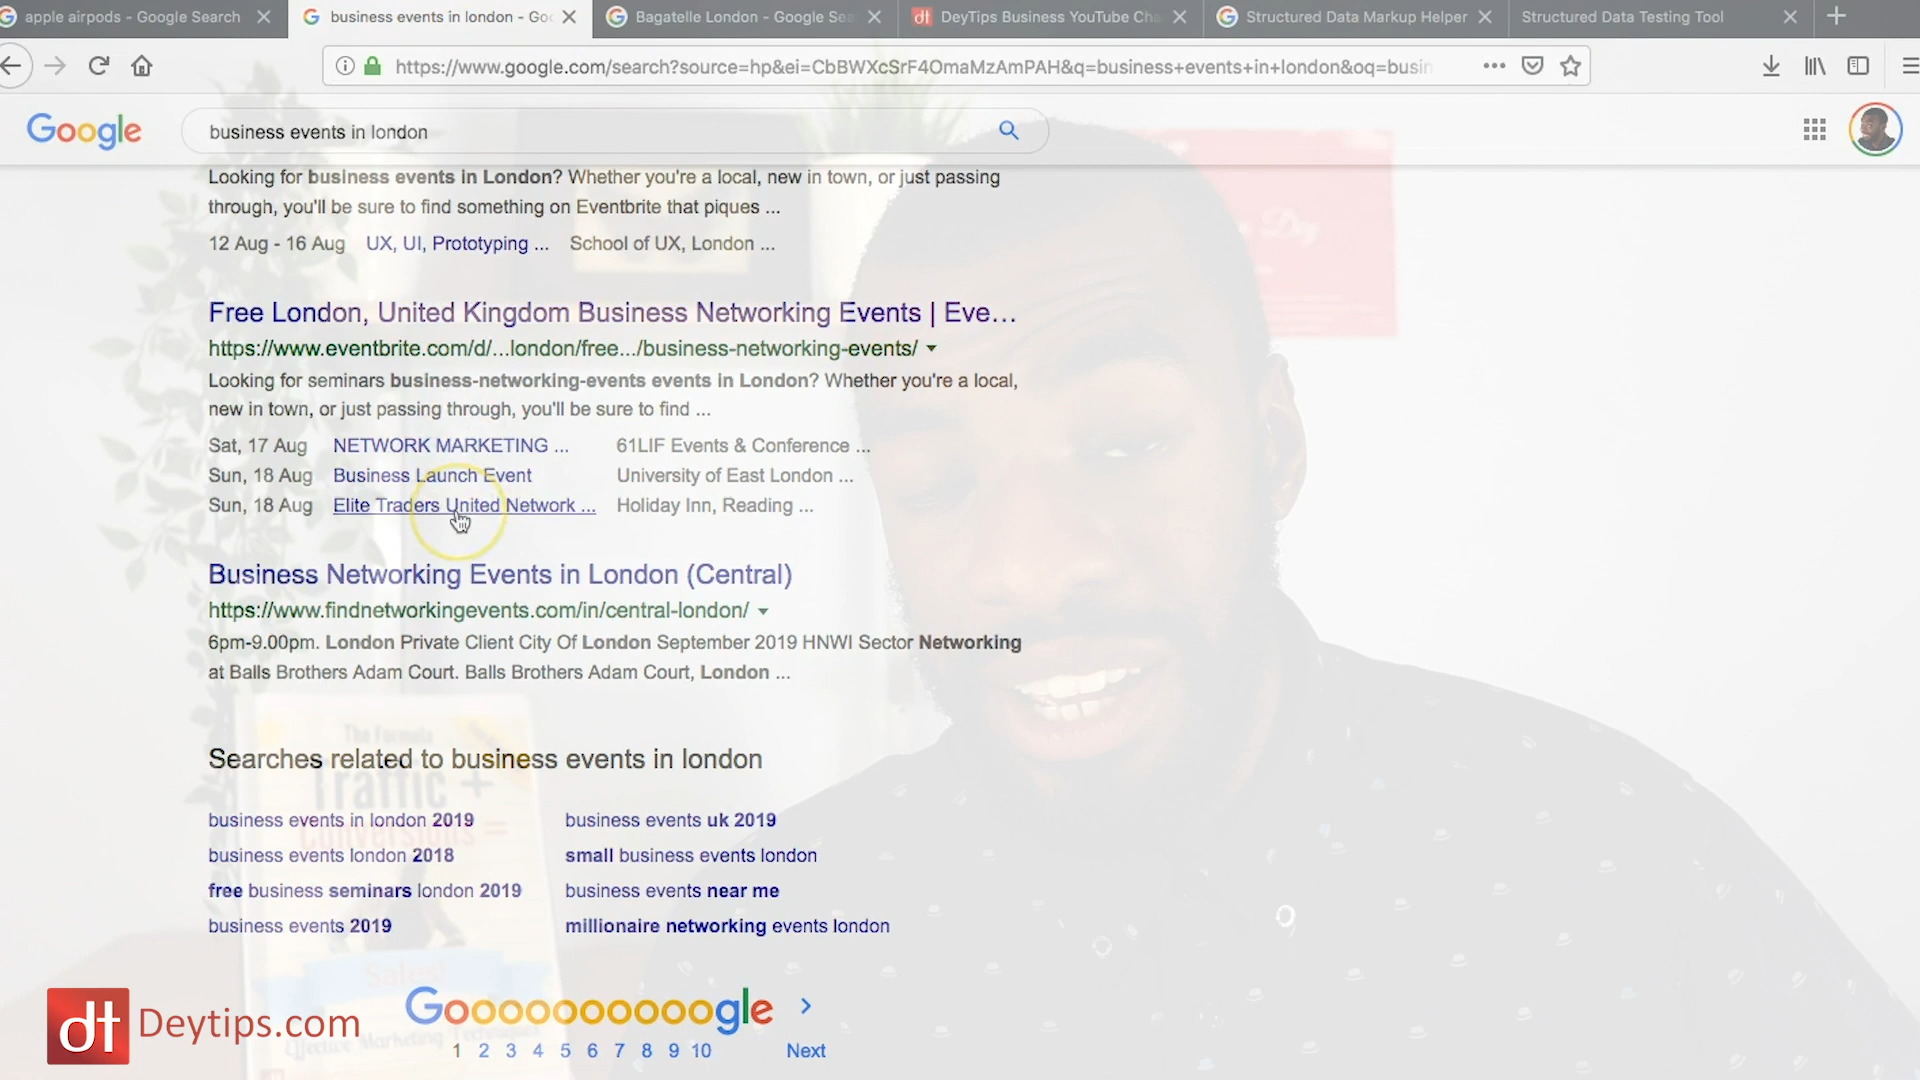 apple airpods - Google Search
business events in london - Goo
Bagatelle London - Google Sea
dt DeyTips Business YouTube Cha
Structured Data Markup Helper
Structured Data Testing Tool
https://www.google.com/search?source=hp&ei=CbBWXcSrF4OmaMzAmPAH&q=business+events+in+london&oq=busin
Google
business events in london
Looking for business events in London? Whether you're a local, new in town, or just passing
through, you'll be sure to find something on Eventbrite that piques ...
12 Aug - 16 Aug UX, UI, Prototyping ... School of UX, London ...
Free London, United Kingdom Business Networking Events | Eve...
https://www.eventbrite.com/d/...london/free.../business-networking-events/
Looking for seminars business-networking-events events in London? Whether you're a local,
new in town, or just passing through, you'll be sure to find ...
Sat, 17 Aug NETWORK MARKETING ... 61LIF Events & Conference ...
Sun, 18 Aug Business Launch Event University of East London ...
Sun, 18 Aug Elite Traders United Network ... Holiday Inn, Reading ...
Business Networking Events in London (Central)
https://www.findnetworkingevents.com/in/central-london/
6pm-9.00pm. London Private Client City Of London September 2019 HNWI Sector Networking
at Balls Brothers Adam Court. Balls Brothers Adam Court, London ...
The Formula
Searches related to business events in london
Traffic +
business events in london 2019 business events uk 2019
conversions =
business events london 2018 small business events london
free business seminars london 2019 business events near me
business events 2019 millionaire networking events london
Sales!
Goooooooooogle
dt Deytips.com
Effective Marketing Techniques
1 2 3 4 5 6 7 8 9 10 Next